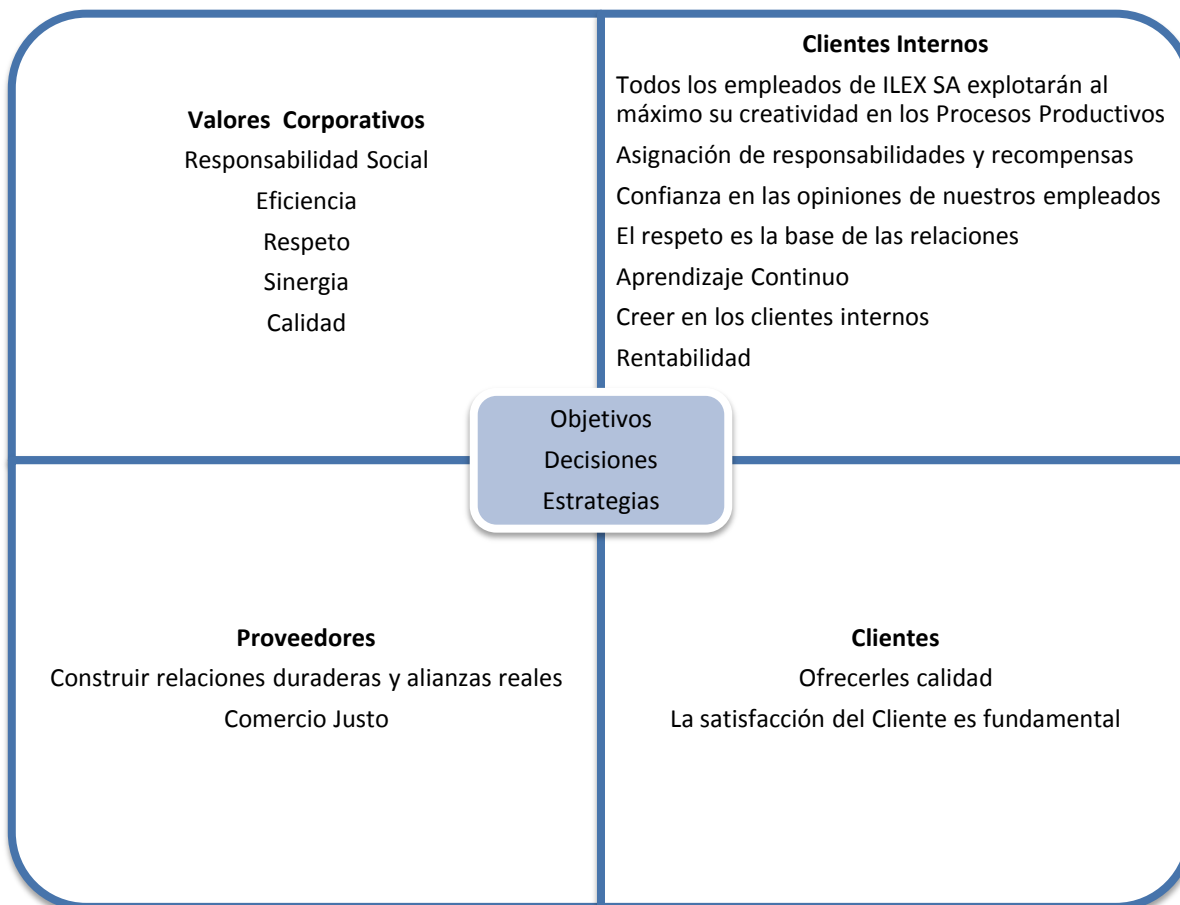 Valores Corporativos
Responsabilidad Social
Eficiencia
Respeto
Sinergia
Calidad
Clientes Internos
Todos los empleados de ILEX SA explotarán al
máximo su creatividad en los Procesos Productivos
Asignación de responsabilidades y recompensas
Confianza en las opiniones de nuestros empleados
El respeto es la base de las relaciones
Aprendizaje Continuo
Creer en los clientes internos
Rentabilidad
Objetivos
Decisiones
Estrategias
Proveedores
Construir relaciones duraderas y alianzas reales
Comercio Justo
Clientes
Ofrecerles calidad
La satisfacción del Cliente es fundamental